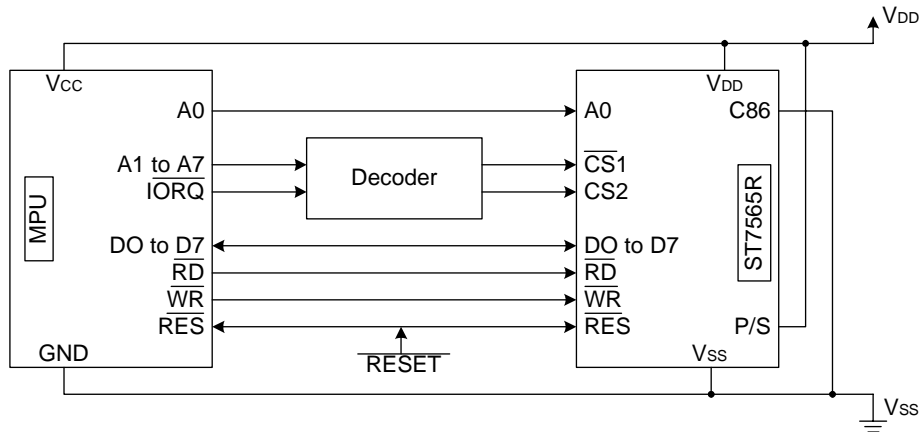 VDD
VCC
VDD
A0
A0
C86
A1 to A7
Decoder
CS1
IORQ
CS2
MPU
ST7565R
DO to D7
DO to D7
RD
RD
WR
WR
RES
RES
P/S
GND
RESET
VSS
VSS